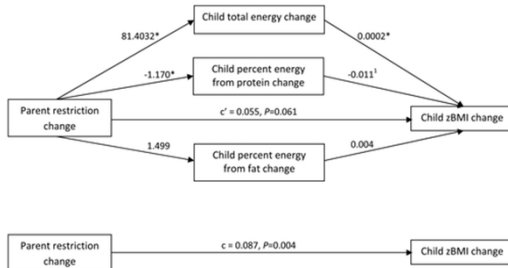 Child total energy change
81.4032*
0.0002*
-1.170*
Child percent energy
from protein change
-0.011¹
Parent restriction
change
c' = 0.055, P=0.061
Child zBMI change
1.499
Child percent energy
from fat change
0.004
Parent restriction
change
c = 0.087, P=0.004
Child zBMI change